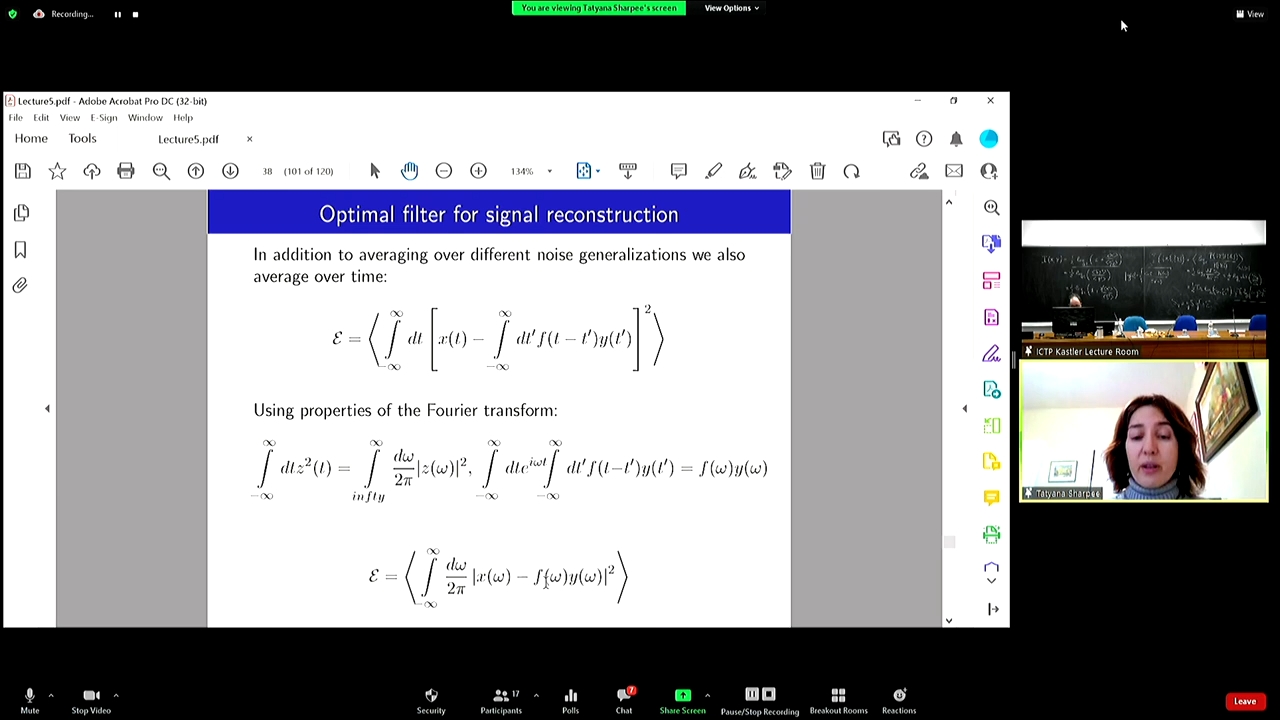 Recording...
You are viewing Tatyana Sharpee's screen
View Options
View
Lecture5.pdf - Adobe Acrobat Pro DC (32-bit)
File Edit View E-Sign Window Help
Home Tools Lecture5.pdf
38 (101 of 120) 134%
Optimal filter for signal reconstruction
In addition to averaging over different noise generalizations we also
average over time:
ℰ = ⟨ ∫_{-∞}^{∞} dt [ x(t) − ∫_{-∞}^{∞} dt′f(t − t′)y(t′) ]² ⟩
Using properties of the Fourier transform:
∫_{-∞}^{∞} dtz²(t) = ∫_{infty}^{∞} dω/2π |z(ω)|², ∫_{-∞}^{∞} dte^{iωt} ∫_{-∞}^{∞} dt′f(t−t′)y(t′) = f(ω)y(ω)
ℰ = ⟨ ∫_{-∞}^{∞} dω/2π |x(ω) − f(ω)y(ω)|² ⟩
ICTP Kastler Lecture Room
Tatyana Sharpee
Mute
Stop Video
Security
17
Participants
Polls
7
Chat
Share Screen
Pause/Stop Recording
Breakout Rooms
Reactions
Leave